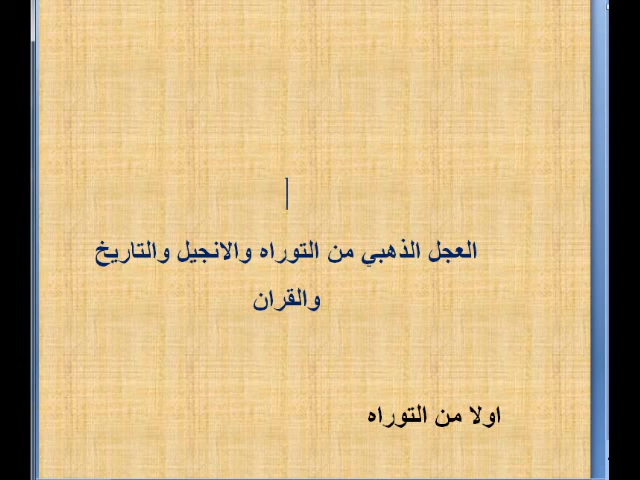 العجل الذهبي من التوراه والانجيل والتاريخ
والقران
اولا من التوراه